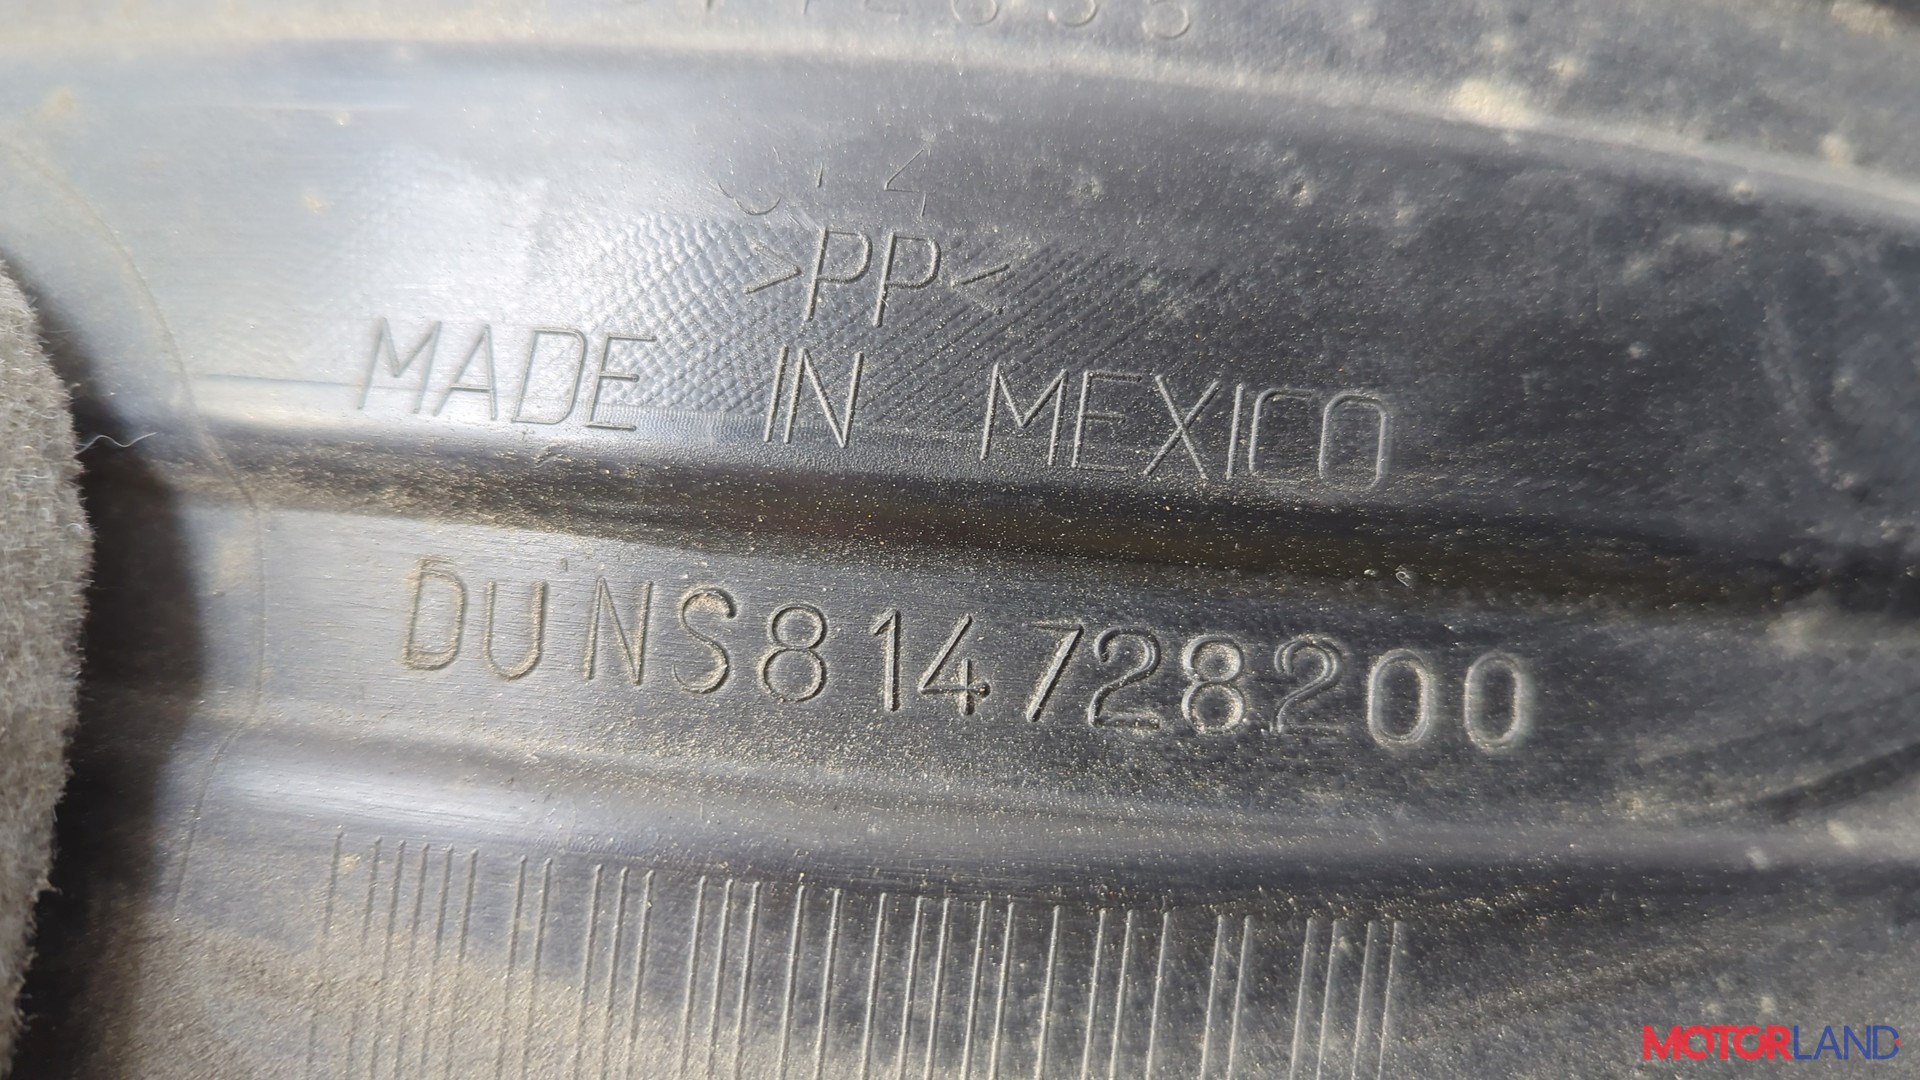 >PP<
MADE IN MEXICO
DUNS814728200
MOTORLAND